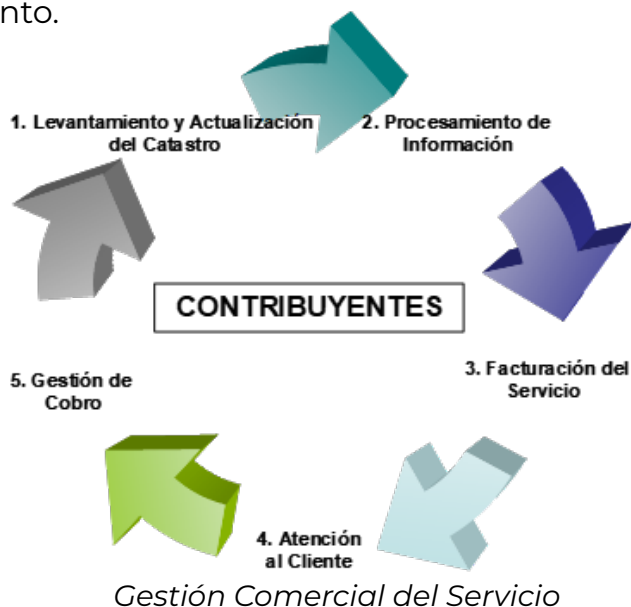 nto.
1. Levantamiento y Actualización
del Catastro
2. Procesamiento de
Información
CONTRIBUYENTES
3. Facturación del
Servicio
5. Gestión de
Cobro
4. Atención
al Cliente
Gestión Comercial del Servicio